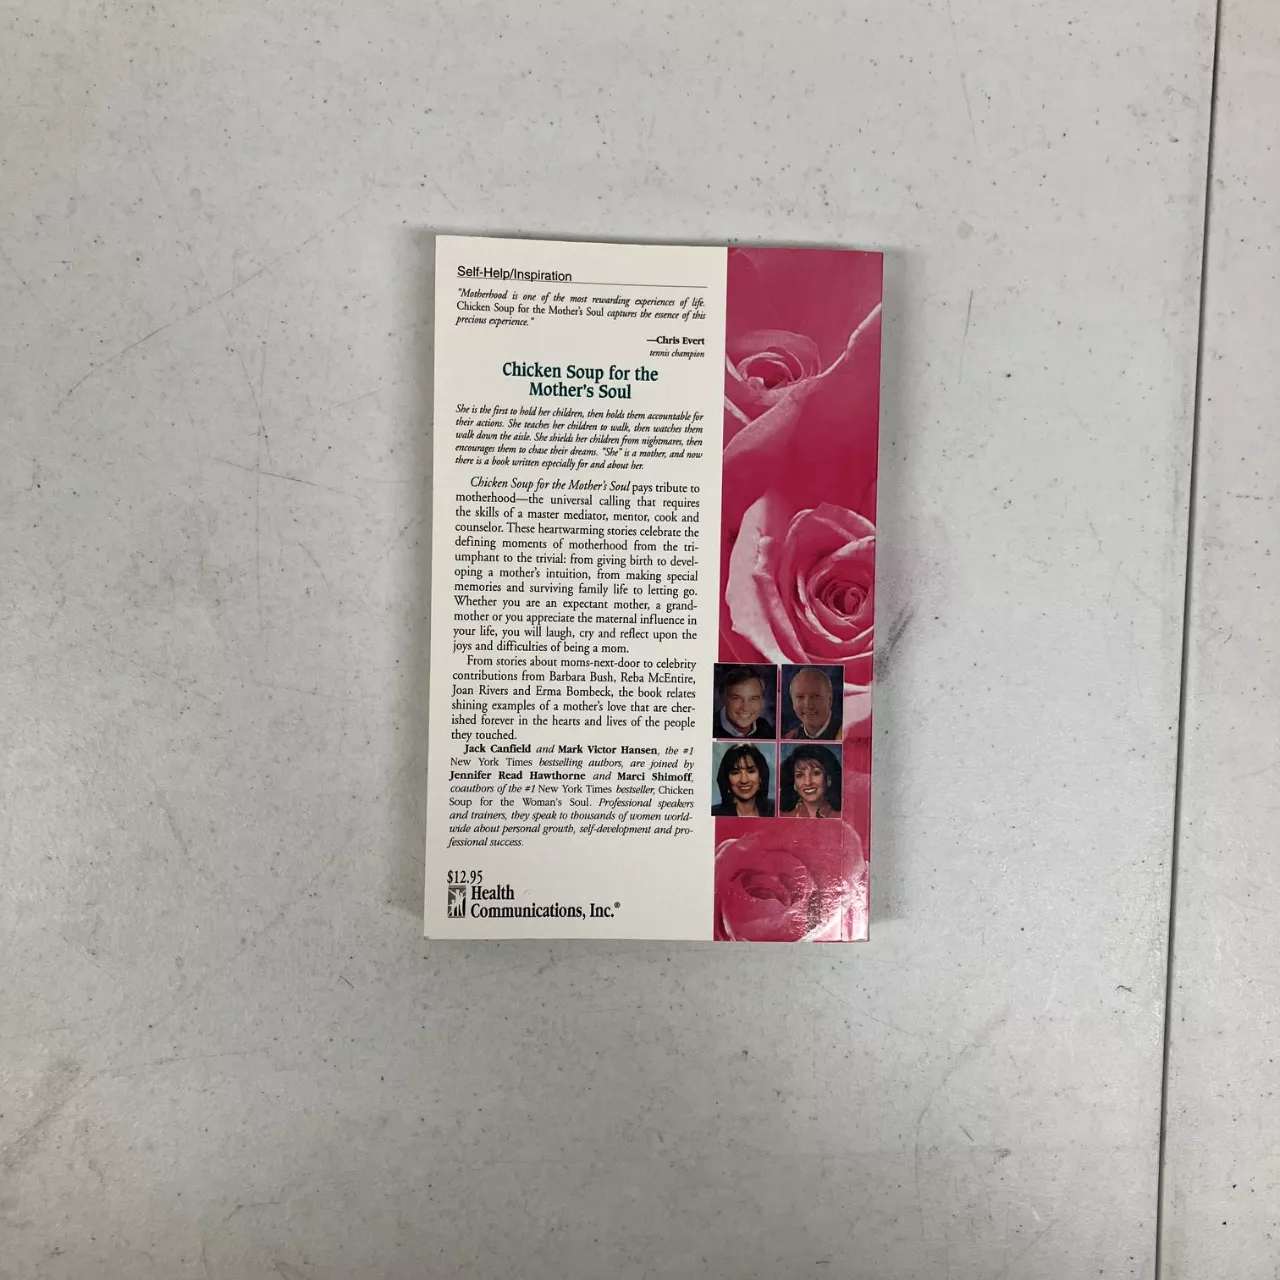 Self-Help/Inspiration
"Motherhood is one of the most rewarding experiences of life.
Chicken Soup for the Mother's Soul captures the essence of this
precious experience."
—Chris Evert
tennis champion
Chicken Soup for the
Mother's Soul
She is the first to hold her children, then holds them accountable for
their actions. She teaches her children to walk, then watches them
walk down the aisle. She shields her children from nightmares, then
encourages them to chase their dreams. "She" is a mother, and now
there is a book written especially for and about her.
Chicken Soup for the Mother's Soul pays tribute to
motherhood—the universal calling that requires
the skills of a master mediator, mentor, cook and
counselor. These heartwarming stories celebrate the
defining moments of motherhood from the tri-
umphant to the trivial: from giving birth to devel-
oping a mother's intuition, from making special
memories and surviving family life to letting go.
Whether you are an expectant mother, a grand-
mother or you appreciate the maternal influence in
your life, you will laugh, cry and reflect upon the
joys and difficulties of being a mom.
From stories about moms-next-door to celebrity
contributions from Barbara Bush, Reba McEntire,
Joan Rivers and Erma Bombeck, the book relates
shining examples of a mother's love that are cher-
ished forever in the hearts and lives of the people
they touched.
Jack Canfield and Mark Victor Hansen, the #1
New York Times bestselling authors, are joined by
Jennifer Read Hawthorne and Marci Shimoff,
coauthors of the #1 New York Times bestseller, Chicken
Soup for the Woman's Soul. Professional speakers
and trainers, they speak to thousands of women world-
wide about personal growth, self-development and pro-
fessional success.
$12.95
Health
Communications, Inc.®